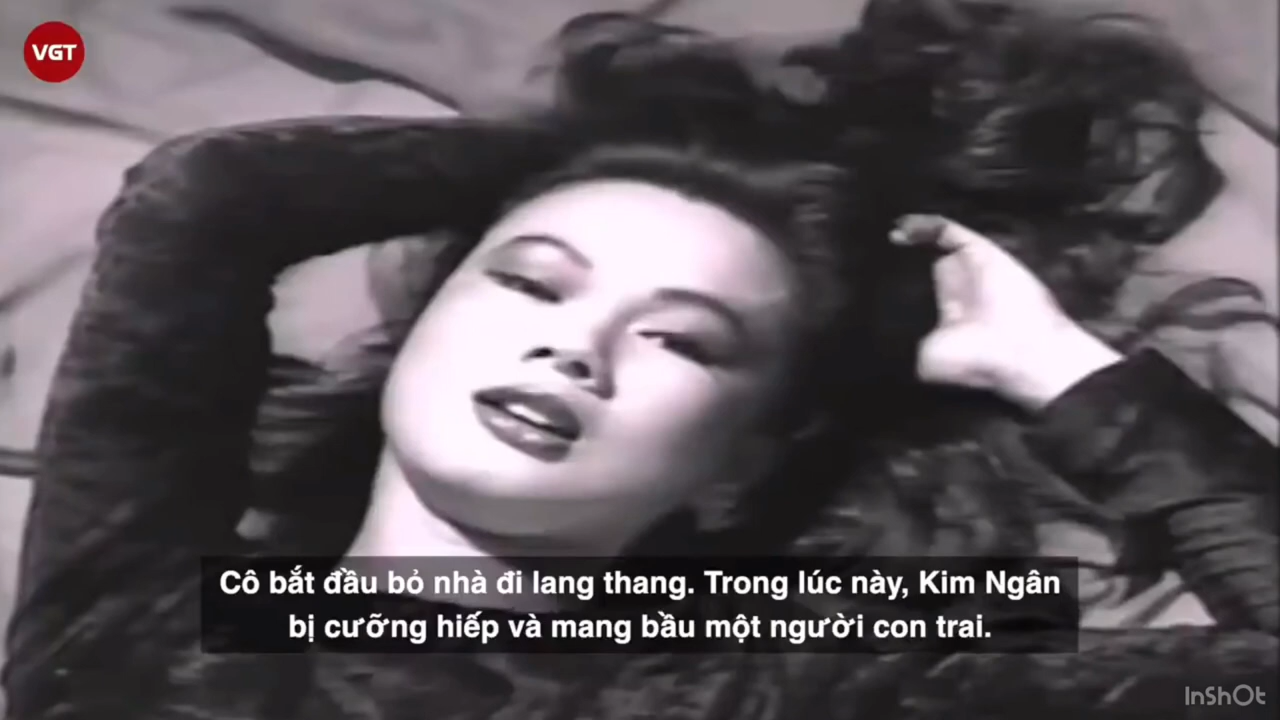 VGT
Cô bắt đầu bỏ nhà đi lang thang. Trong lúc này, Kim Ngân
bị cưỡng hiếp và mang bầu một người con trai.
InShOt